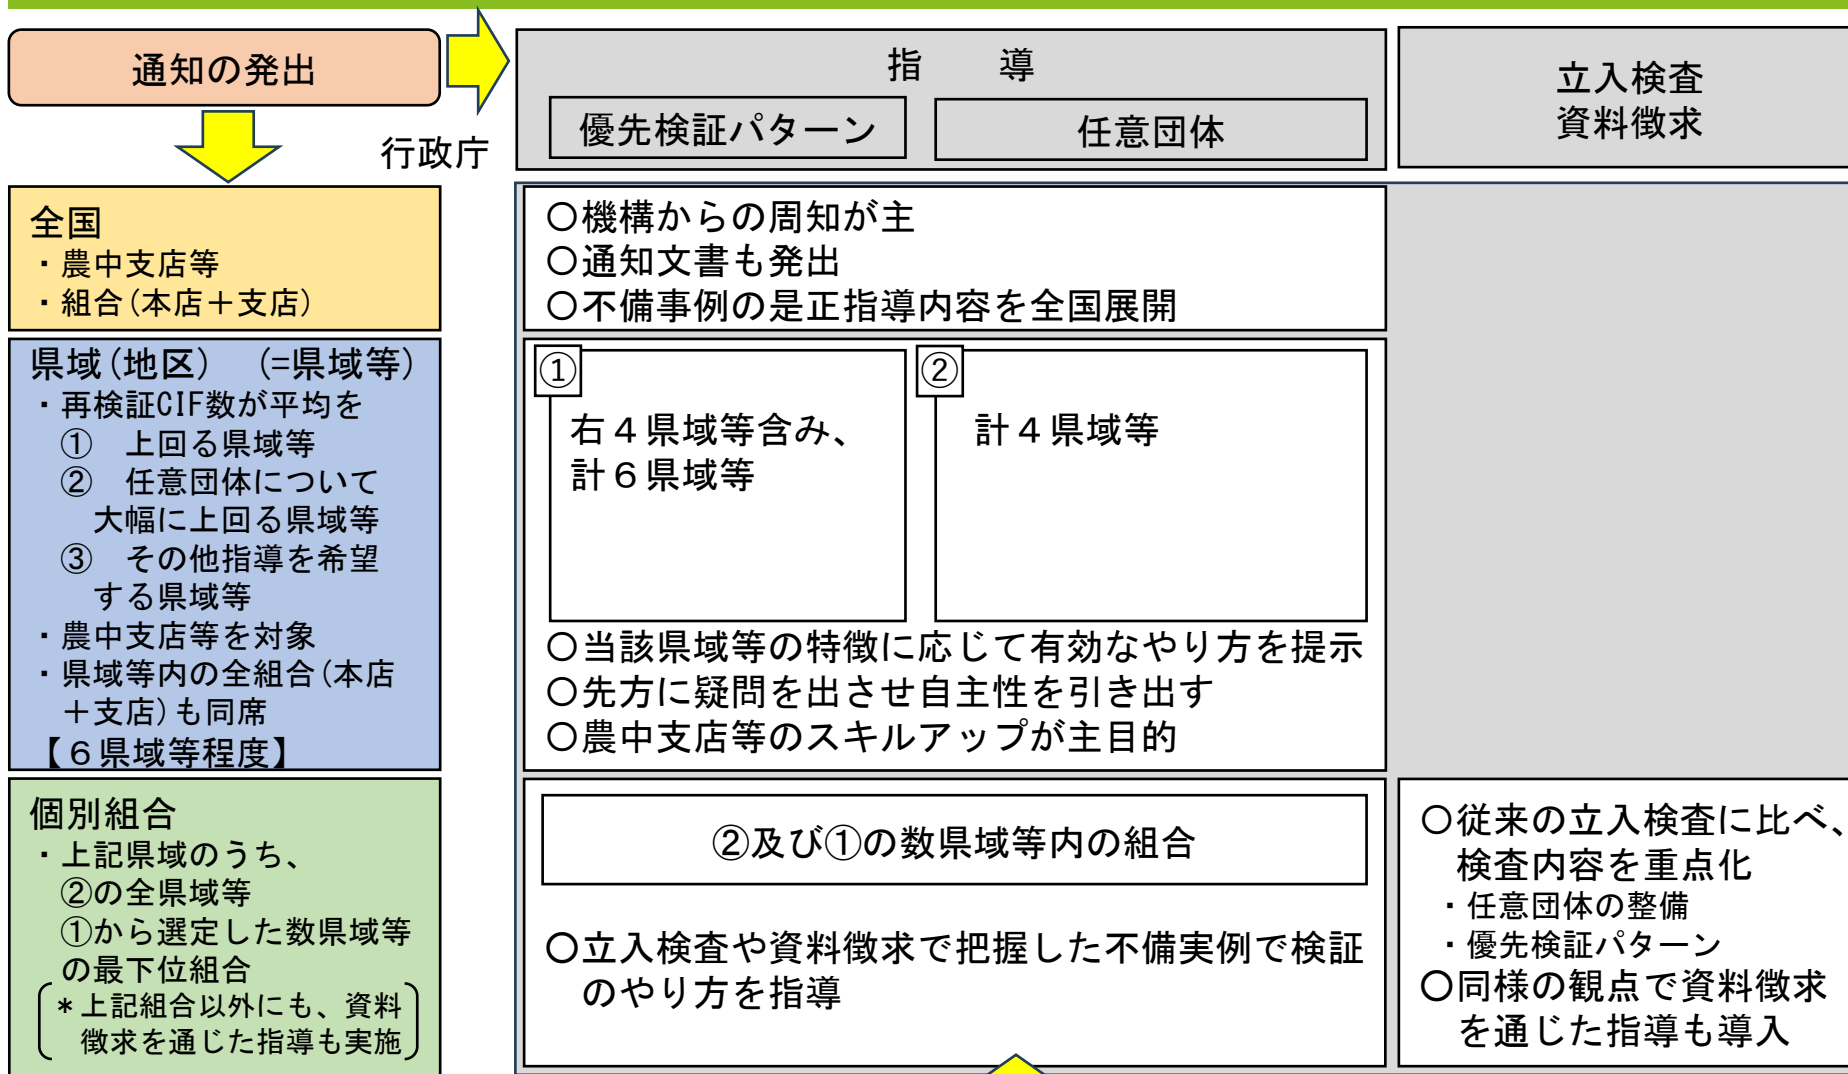 通知の発出
行政庁
指　導
優先検証パターン
任意団体
立入検査
資料徴求
全国
・農中支店等
・組合(本店＋支店)
〇機構からの周知が主
〇通知文書も発出
〇不備事例の是正指導内容を全国展開
県域(地区)　(=県域等)
・再検証CIF数が平均を
①　上回る県域等
②　任意団体について
大幅に上回る県域等
③　その他指導を希望
する県域等
・農中支店等を対象
・県域等内の全組合(本店
＋支店)も同席
【６県域等程度】
①
右４県域等含み、
計６県域等
②
計４県域等
〇当該県域等の特徴に応じて有効なやり方を提示
〇先方に疑問を出させ自主性を引き出す
〇農中支店等のスキルアップが主目的
個別組合
・上記県域のうち、
②の全県域等
①から選定した数県域等
の最下位組合
＊上記組合以外にも、資料
徴求を通じた指導も実施
②及び①の数県域等内の組合
〇立入検査や資料徴求で把握した不備実例で検証
のやり方を指導
〇従来の立入検査に比べ、
検査内容を重点化
・任意団体の整備
・優先検証パターン
〇同様の観点で資料徴求
を通じた指導も導入